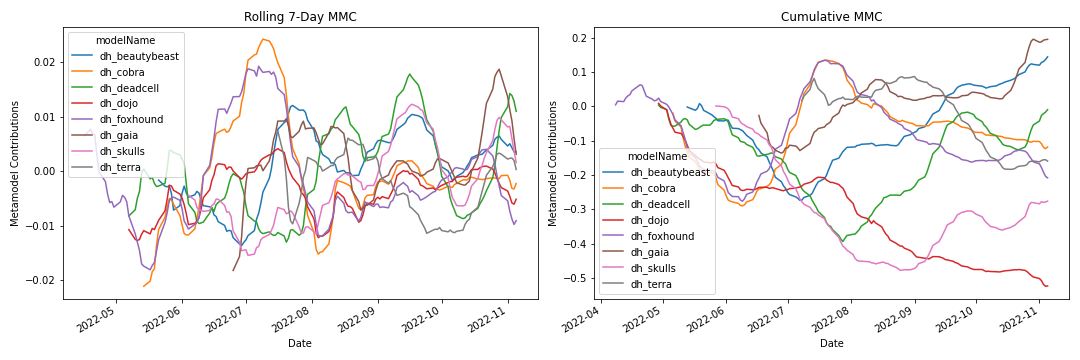 Rolling 7-Day MMC
Metamodel Contributions
0.02
0.01
0.00
−0.01
−0.02
modelName
dh_beautybeast
dh_cobra
dh_deadcell
dh_dojo
dh_foxhound
dh_gaia
dh_skulls
dh_terra
2022-05
2022-06
2022-07
2022-08
2022-09
2022-10
2022-11
Date
Cumulative MMC
Metamodel Contributions
0.2
0.1
0.0
−0.1
−0.2
−0.3
−0.4
−0.5
modelName
dh_beautybeast
dh_cobra
dh_deadcell
dh_dojo
dh_foxhound
dh_gaia
dh_skulls
dh_terra
2022-04
2022-05
2022-06
2022-07
2022-08
2022-09
2022-10
2022-11
Date